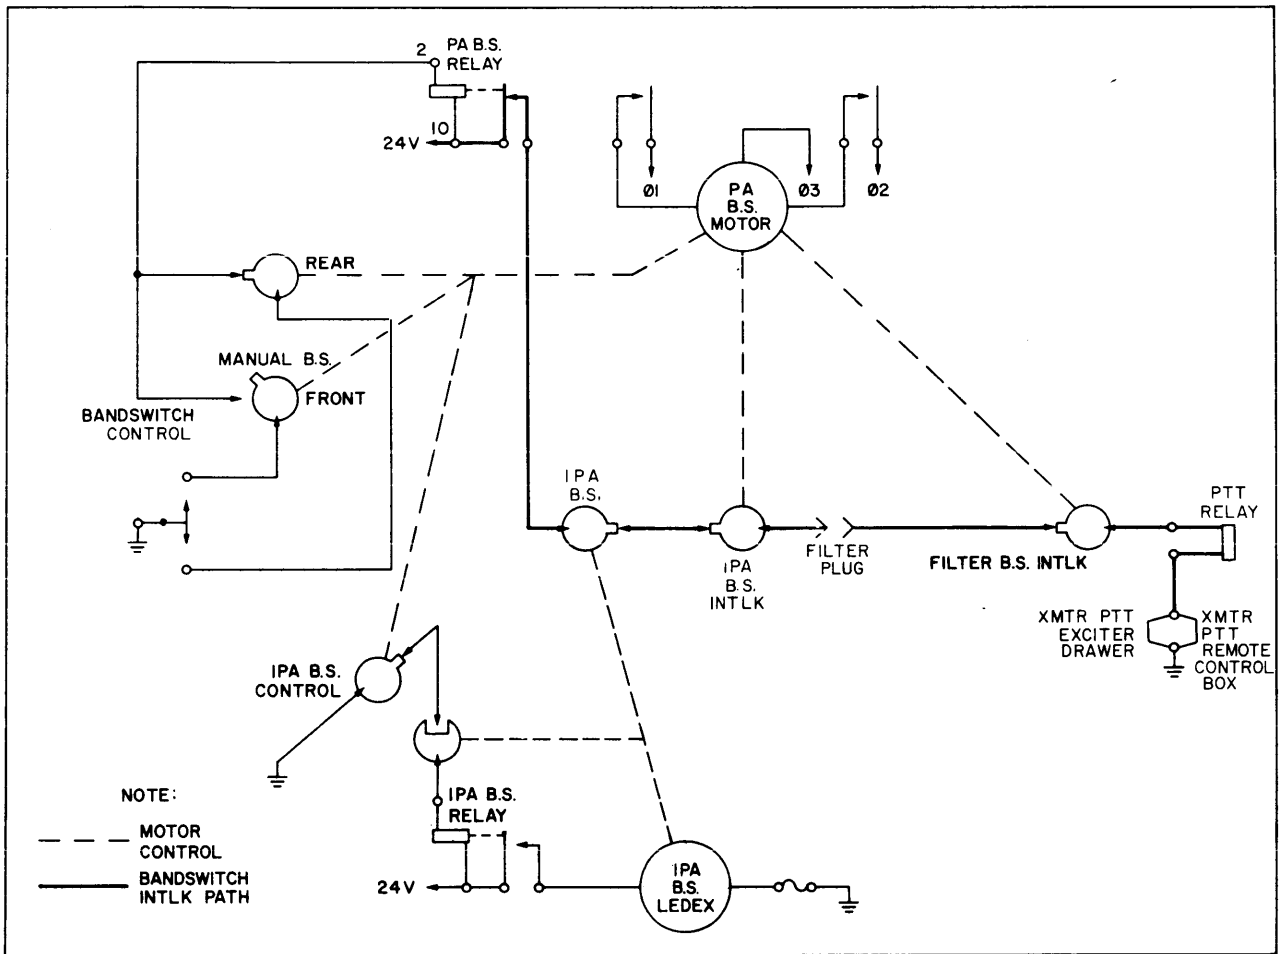 2
PA B.S.
RELAY
24V
10
Ø1
PA
B.S.
MOTOR
Ø3
Ø2
REAR
MANUAL B.S.
FRONT
BANDSWITCH
CONTROL
IPA
B.S.
IPA
B.S.
INTLK
FILTER
PLUG
FILTER B.S. INTLK
PTT
RELAY
XMTR PTT
EXCITER
DRAWER
XMTR
PTT
REMOTE
CONTROL
BOX
IPA B.S.
CONTROL
IPA B.S.
RELAY
24V
IPA
B.S.
LEDEX
NOTE:
MOTOR
CONTROL
BANDSWITCH
INTLK PATH